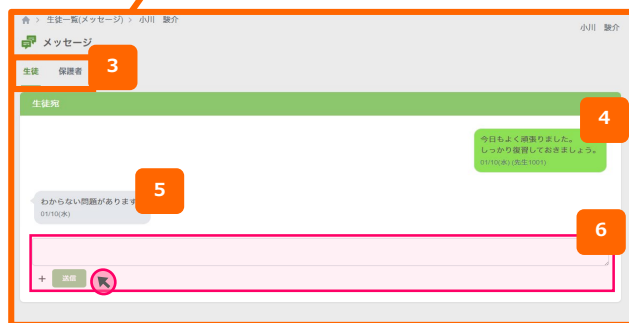 生徒一覧(メッセージ) > 小川 駿介
小川 駿介
メッセージ
生徒 保護者
3
生徒宛
4
今日もよく頑張りました。
しっかり復習しておきましょう。
01/10(水) (先生1001)
5
わからない問題があります
01/10(水)
6
+ 送信